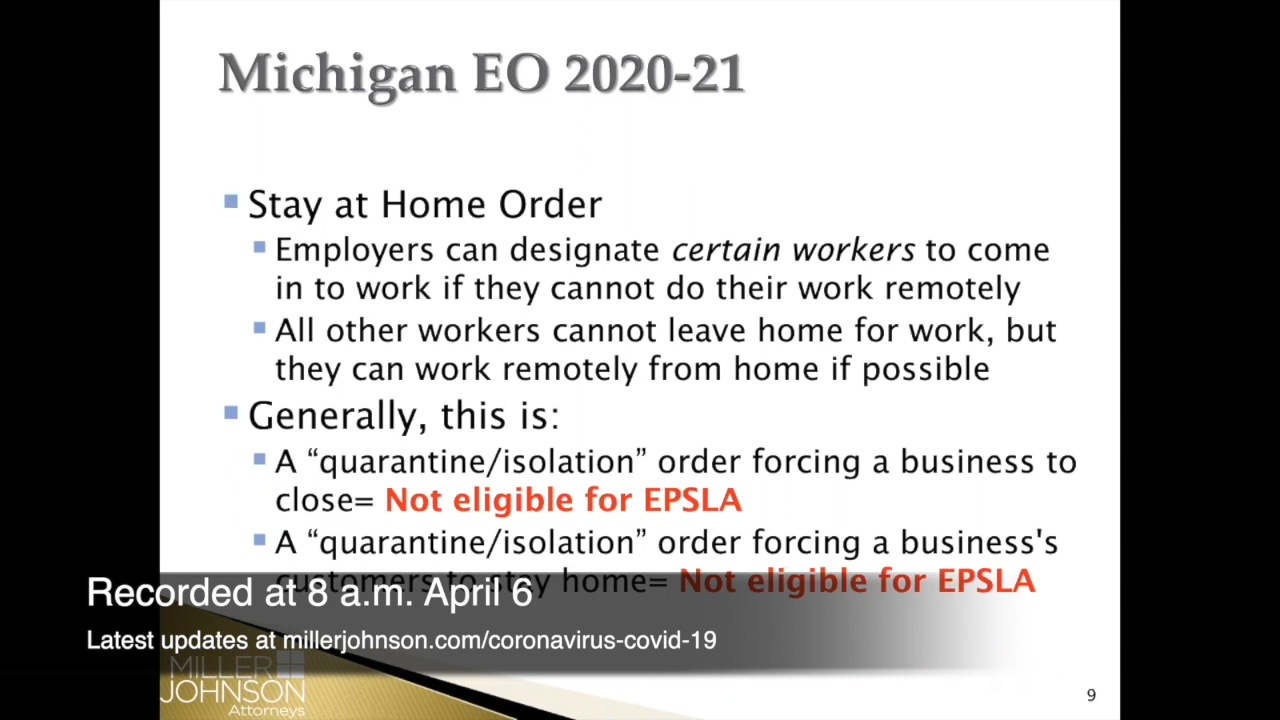 Michigan EO 2020-21
Stay at Home Order
Employers can designate certain workers to come
in to work if they cannot do their work remotely
All other workers cannot leave home for work, but
they can work remotely from home if possible
Generally, this is:
A “quarantine/isolation” order forcing a business to
close= Not eligible for EPSLA
A “quarantine/isolation” order forcing a business's
customers to stay home= Not eligible for EPSLA
Recorded at 8 a.m. April 6
Latest updates at millerjohnson.com/coronavirus-covid-19
MILLER
JOHNSON
Attorneys
9